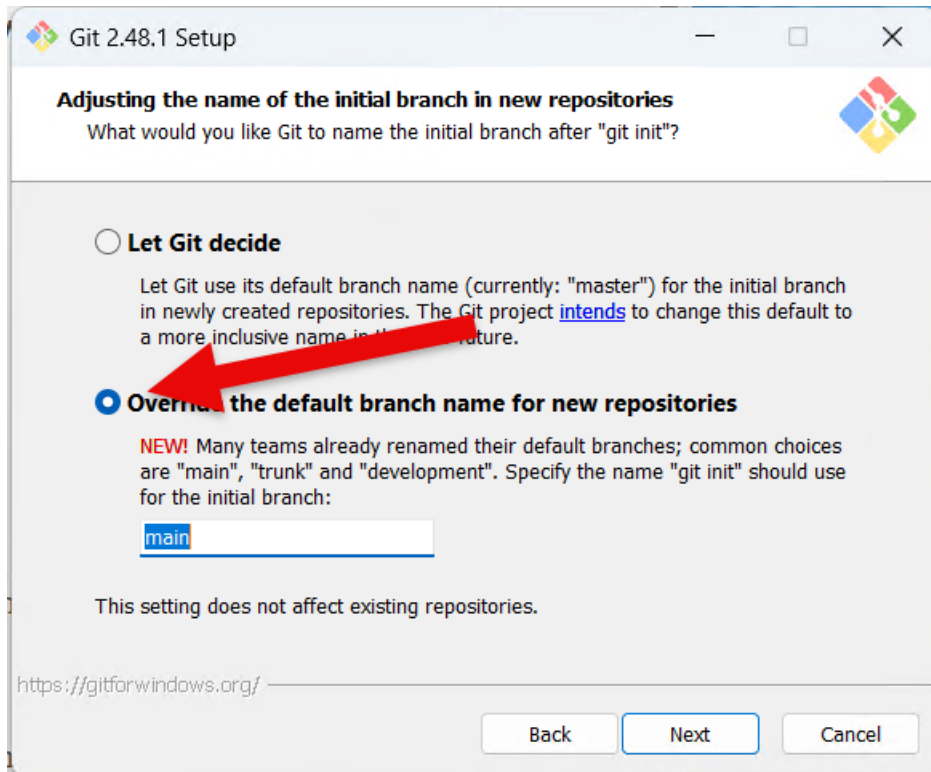 Git 2.48.1 Setup
Adjusting the name of the initial branch in new repositories
What would you like Git to name the initial branch after "git init"?
Let Git decide
Let Git use its default branch name (currently: "master") for the initial branch
in newly created repositories. The Git project intends to change this default to
a more inclusive name in future.
Override the default branch name for new repositories
NEW! Many teams already renamed their default branches; common choices
are "main", "trunk" and "development". Specify the name "git init" should use
for the initial branch:
main
This setting does not affect existing repositories.
https://gitforwindows.org/
Back
Next
Cancel